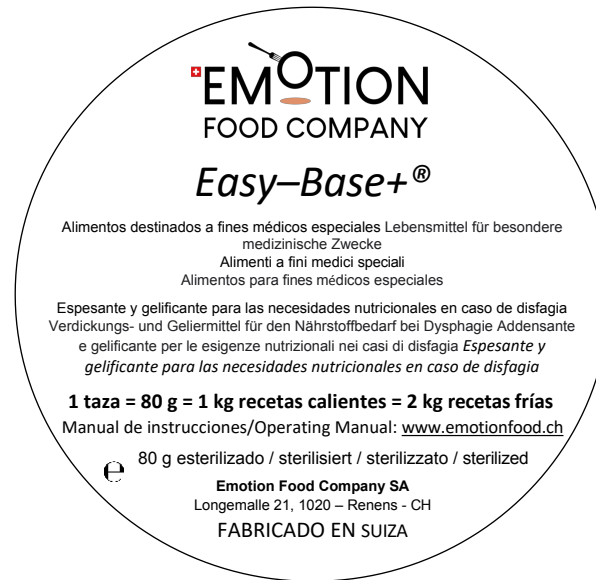 EMOTION
FOOD COMPANY
Easy–Base+®
Alimentos destinados a fines médicos especiales Lebensmittel für besondere
medizinische Zwecke
Alimenti a fini medici speciali
Alimentos para fines médicos especiales
Espesante y gelificante para las necesidades nutricionales en caso de disfagia
Verdickungs- und Geliermittel für den Nährstoffbedarf bei Dysphagie Addensante
e gelificante per le esigenze nutrizionali nei casi di disfagia Espesante y
gelificante para las necesidades nutricionales en caso de disfagia
1 taza = 80 g = 1 kg recetas calientes = 2 kg recetas frías
Manual de instrucciones/Operating Manual: www.emotionfood.ch
℮ 80 g esterilizado / sterilisiert / sterilizzato / sterilized
Emotion Food Company SA
Longemalle 21, 1020 – Renens - CH
FABRICADO EN SUIZA